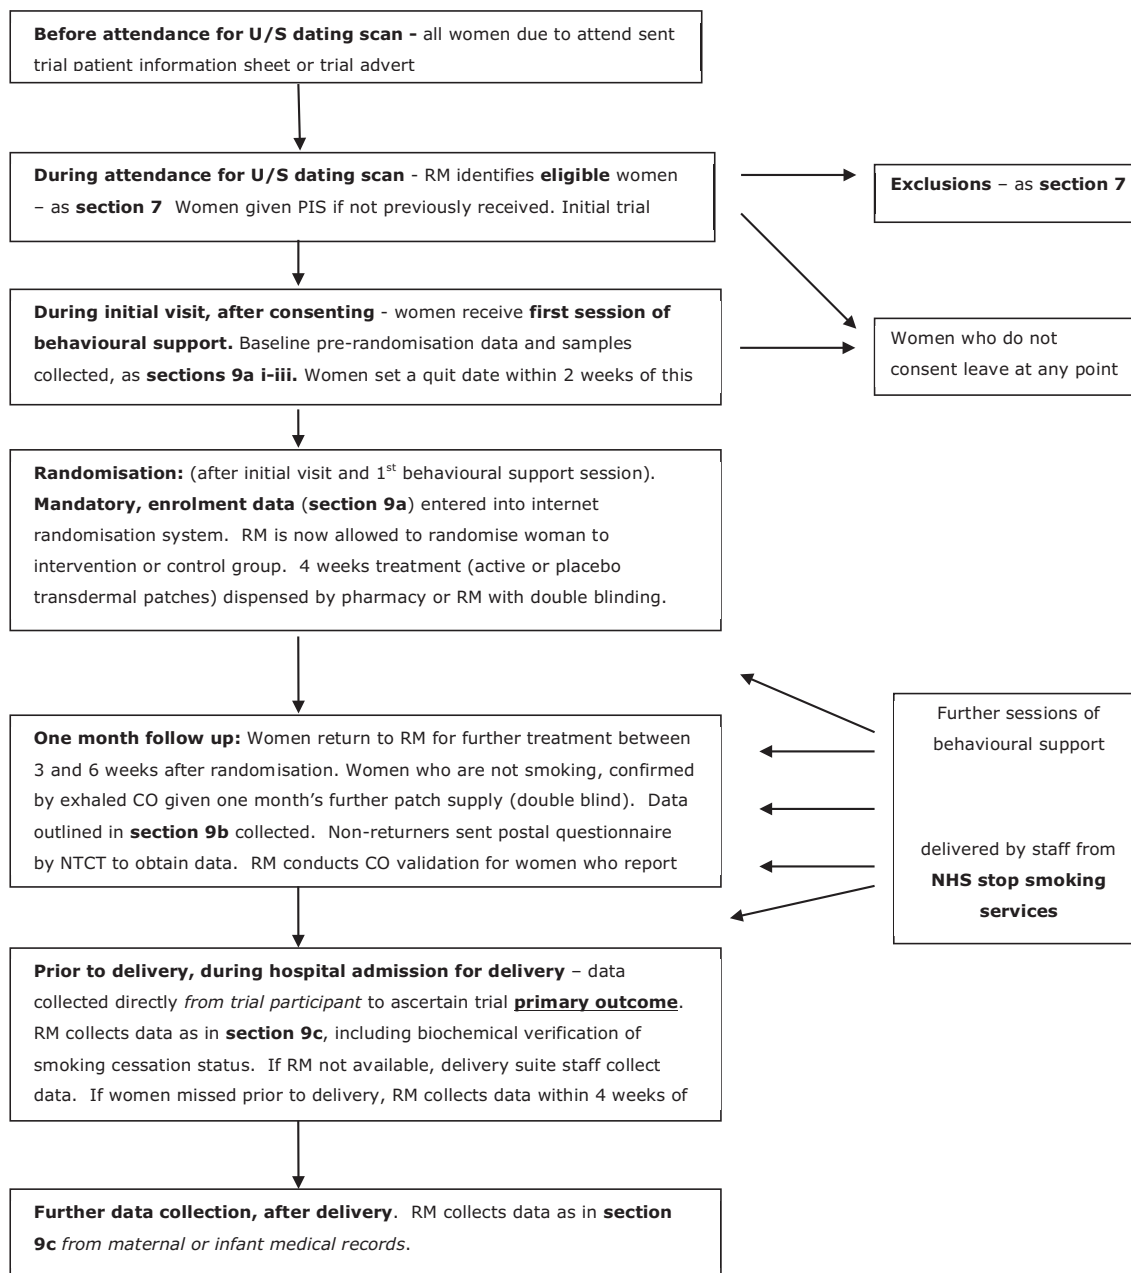 Before attendance for U/S dating scan - all women due to attend sent
trial patient information sheet or trial advert
During attendance for U/S dating scan - RM identifies eligible women
– as section 7 Women given PIS if not previously received. Initial trial
Exclusions – as section 7
During initial visit, after consenting - women receive first session of
behavioural support. Baseline pre-randomisation data and samples
collected, as sections 9a i-iii. Women set a quit date within 2 weeks of this
Women who do not
consent leave at any point
Randomisation: (after initial visit and 1st behavioural support session).
Mandatory, enrolment data (section 9a) entered into internet
randomisation system. RM is now allowed to randomise woman to
intervention or control group. 4 weeks treatment (active or placebo
transdermal patches) dispensed by pharmacy or RM with double blinding.
One month follow up: Women return to RM for further treatment between
3 and 6 weeks after randomisation. Women who are not smoking, confirmed
by exhaled CO given one month's further patch supply (double blind). Data
outlined in section 9b collected. Non-returners sent postal questionnaire
by NTCT to obtain data. RM conducts CO validation for women who report
Further sessions of
behavioural support
delivered by staff from
NHS stop smoking
services
Prior to delivery, during hospital admission for delivery – data
collected directly from trial participant to ascertain trial primary outcome.
RM collects data as in section 9c, including biochemical verification of
smoking cessation status. If RM not available, delivery suite staff collect
data. If women missed prior to delivery, RM collects data within 4 weeks of
Further data collection, after delivery. RM collects data as in section
9c from maternal or infant medical records.